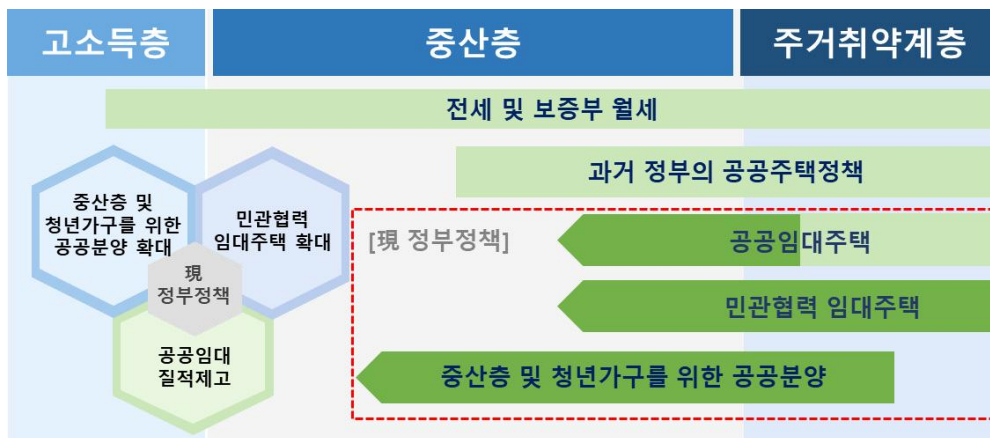 고소득층
중산층
주거취약계층
전세 및 보증부 월세
과거 정부의 공공주택정책
중산층 및
청년가구를 위한
공공분양 확대
민관협력
임대주택 확대
現
정부정책
공공임대
질적제고
[現 정부정책]
공공임대주택
민관협력 임대주택
중산층 및 청년가구를 위한 공공분양